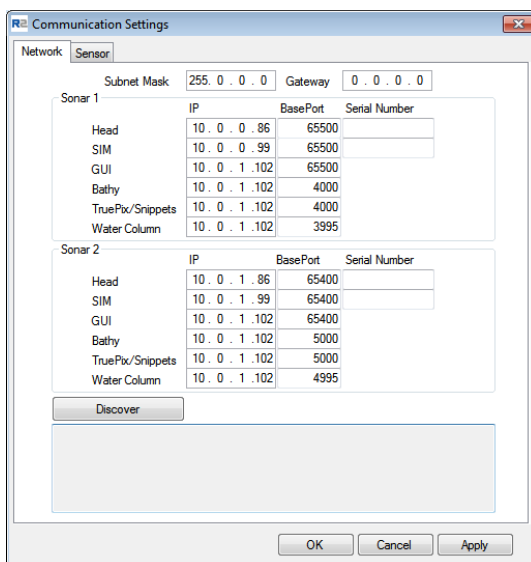 R2 Communication Settings
Network Sensor
Subnet Mask 255. 0 . 0 . 0 Gateway 0 . 0 . 0 . 0
Sonar 1
IP BasePort Serial Number
Head 10 . 0 . 0 . 86 65500
SIM 10 . 0 . 0 . 99 65500
GUI 10 . 0 . 1 . 102 65500
Bathy 10 . 0 . 1 . 102 4000
TruePix/Snippets 10 . 0 . 1 . 102 4000
Water Column 10 . 0 . 1 . 102 3995
Sonar 2
IP BasePort Serial Number
Head 10 . 0 . 1 . 86 65400
SIM 10 . 0 . 1 . 99 65400
GUI 10 . 0 . 1 . 102 65400
Bathy 10 . 0 . 1 . 102 5000
TruePix/Snippets 10 . 0 . 1 . 102 5000
Water Column 10 . 0 . 1 . 102 4995
Discover
OK Cancel Apply